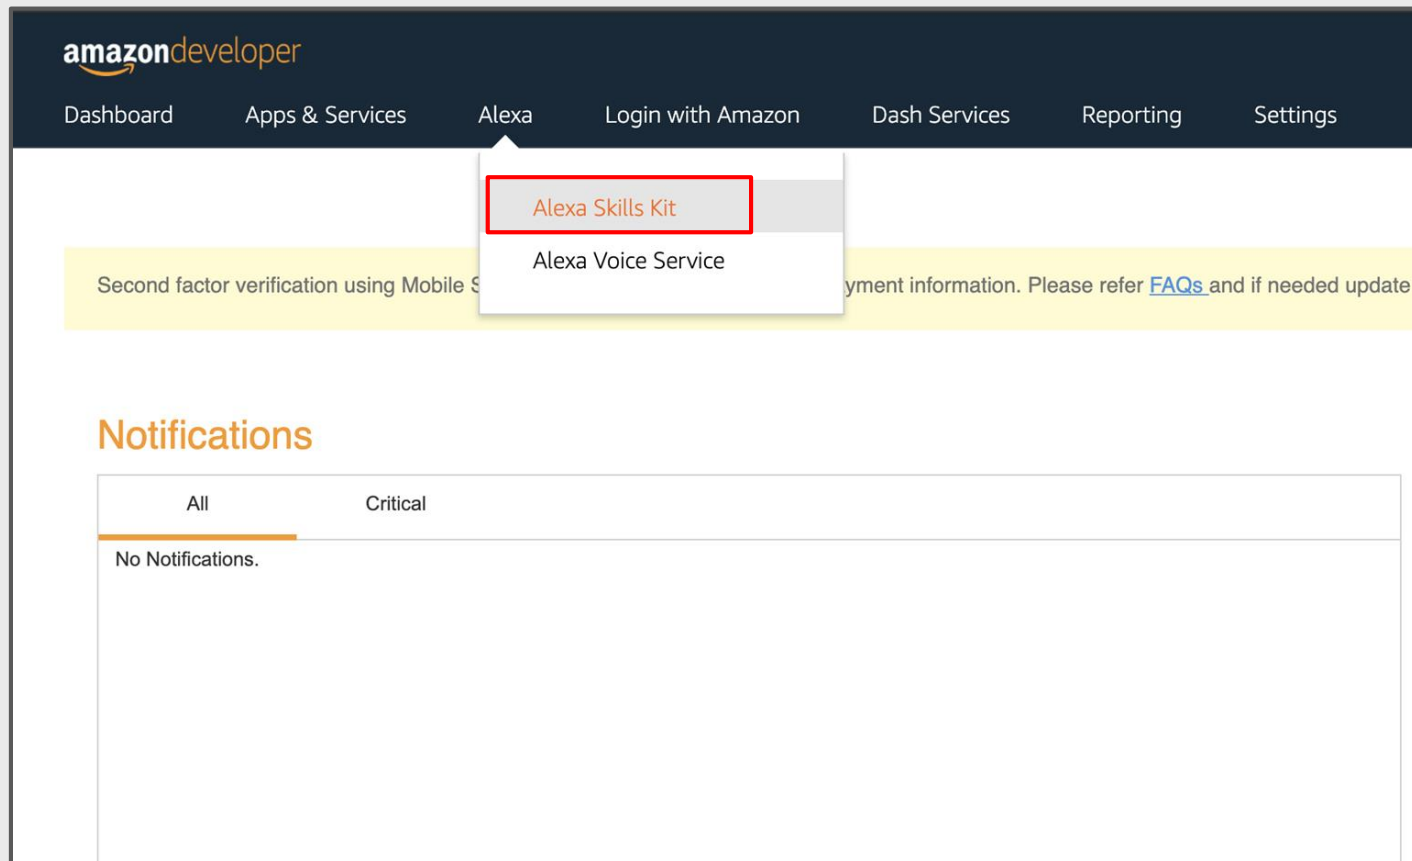 amazondeveloper
Dashboard Apps & Services Alexa Login with Amazon Dash Services Reporting Settings
Alexa Skills Kit
Alexa Voice Service
Second factor verification using Mobile S yment information. Please refer FAQs and if needed update
Notifications
All Critical
No Notifications.